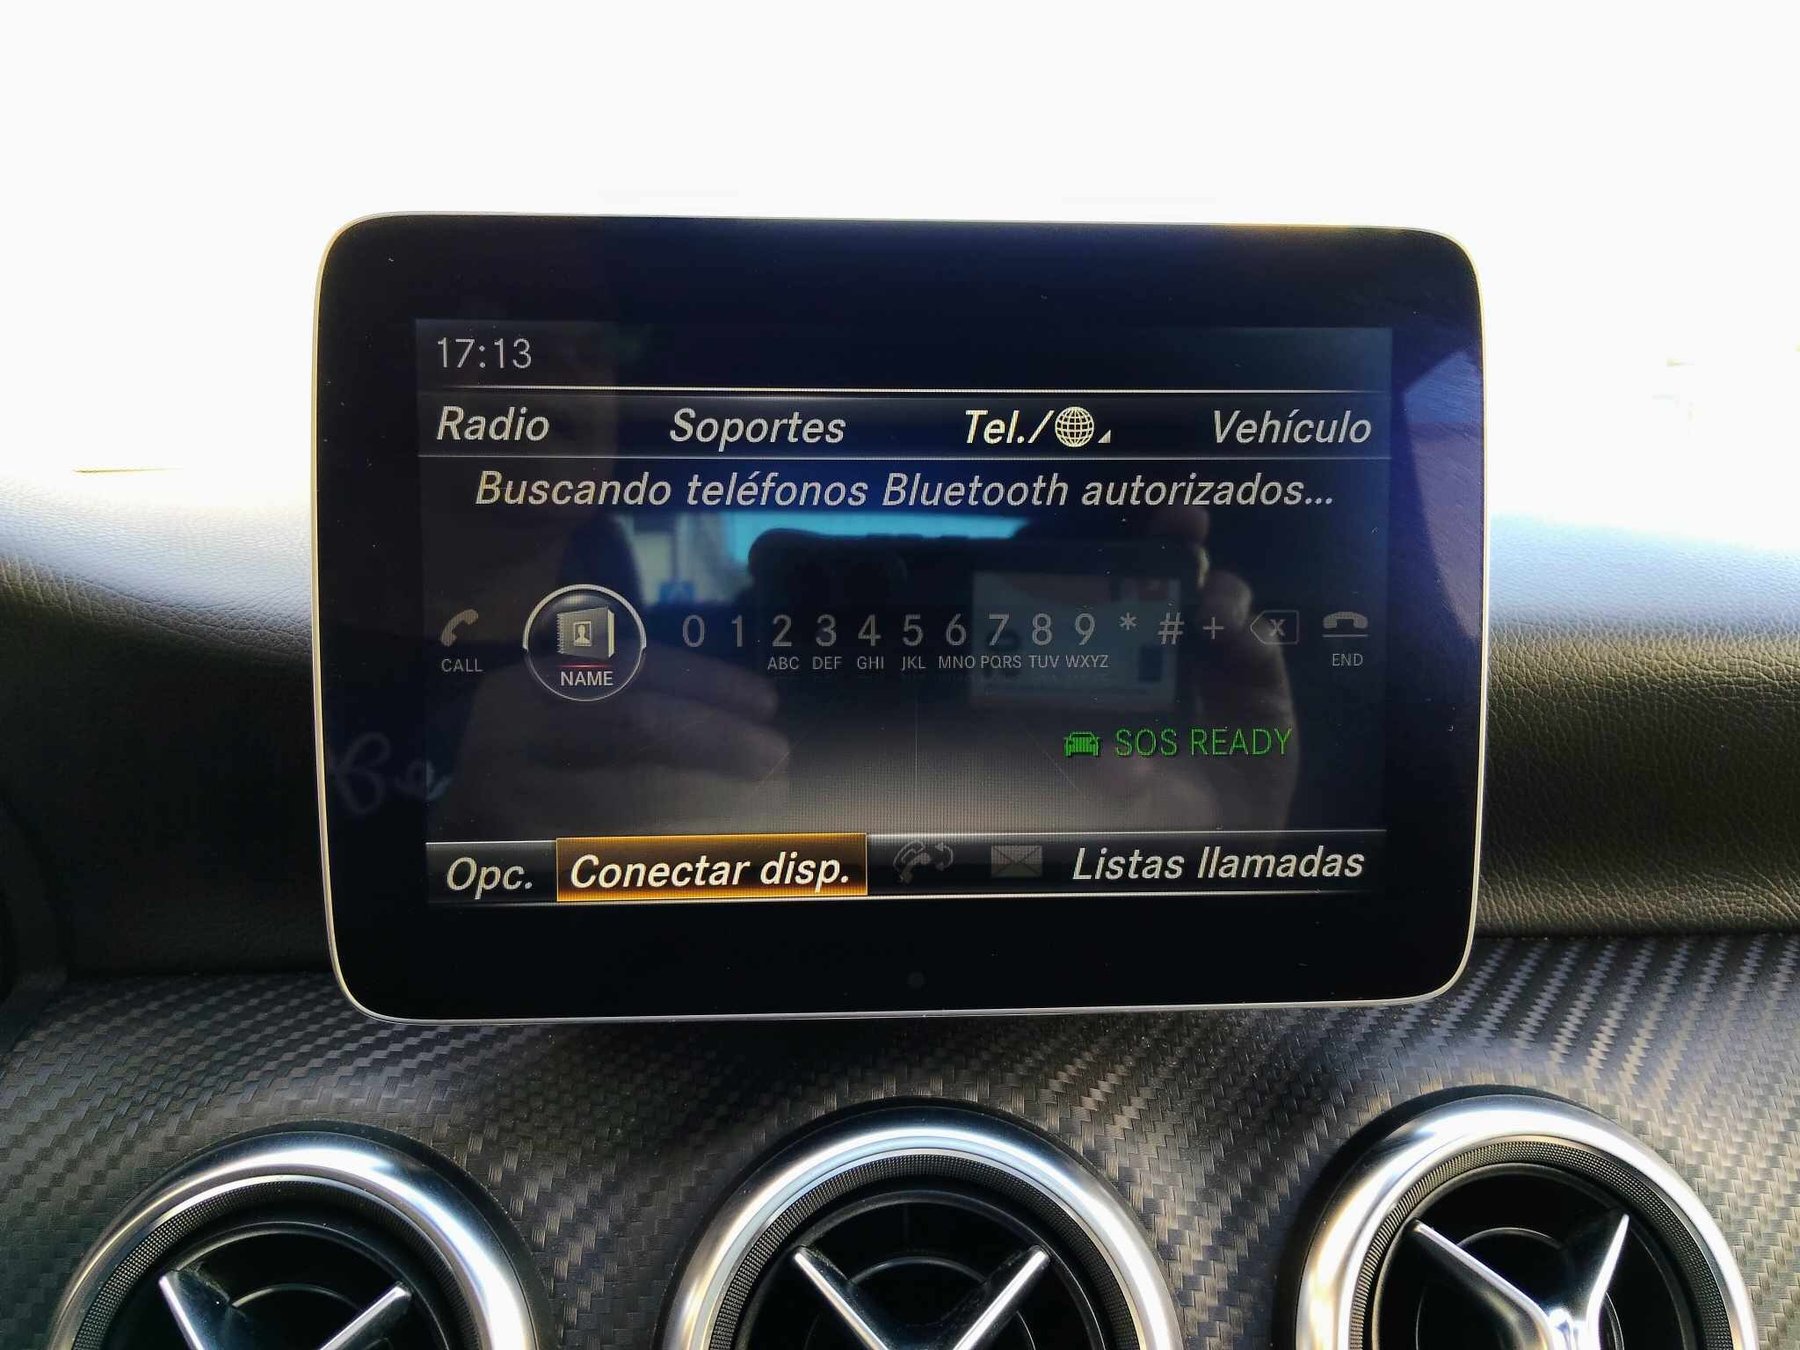 17:13
Radio Soportes Tel./ Vehículo
Buscando teléfonos Bluetooth autorizados...
CALL NAME 0 1 2 ABC 3 DEF 4 GHI 5 JKL 6 MNO 7 PQRS 8 TUV 9 WXYZ * # + X END
SOS READY
Opc. Conectar disp. Listas llamadas